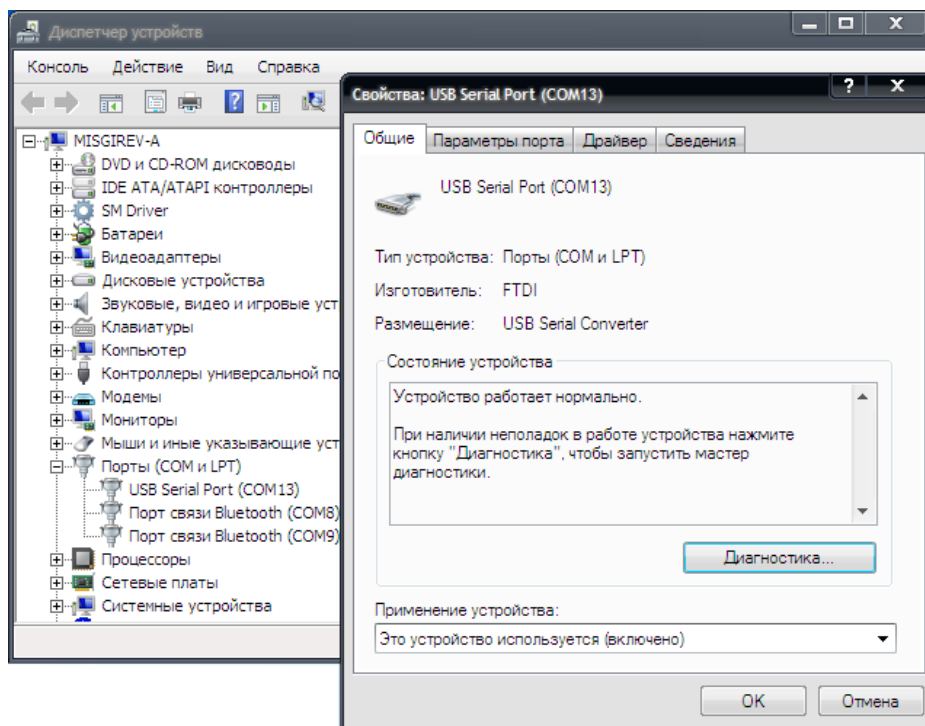 Диспетчер устройств
Консоль Действие Вид Справка
MISGIREV-A
DVD и CD-ROM дисководы
IDE ATA/ATAPI контроллеры
SM Driver
Батареи
Видеоадаптеры
Дисковые устройства
Звуковые, видео и игровые уст
Клавиатуры
Компьютер
Контроллеры универсальной по
Модемы
Мониторы
Мыши и иные указывающие уст
Порты (COM и LPT)
USB Serial Port (COM13)
Порт связи Bluetooth (COM8)
Порт связи Bluetooth (COM9)
Процессоры
Сетевые платы
Системные устройства
Свойства: USB Serial Port (COM13)
Общие Параметры порта Драйвер Сведения
USB Serial Port (COM13)
Тип устройства: Порты (COM и LPT)
Изготовитель: FTDI
Размещение: USB Serial Converter
Состояние устройства
Устройство работает нормально.
При наличии неполадок в работе устройства нажмите
кнопку "Диагностика", чтобы запустить мастер
диагностики.
Диагностика...
Применение устройства:
Это устройство используется (включено)
OK Отмена